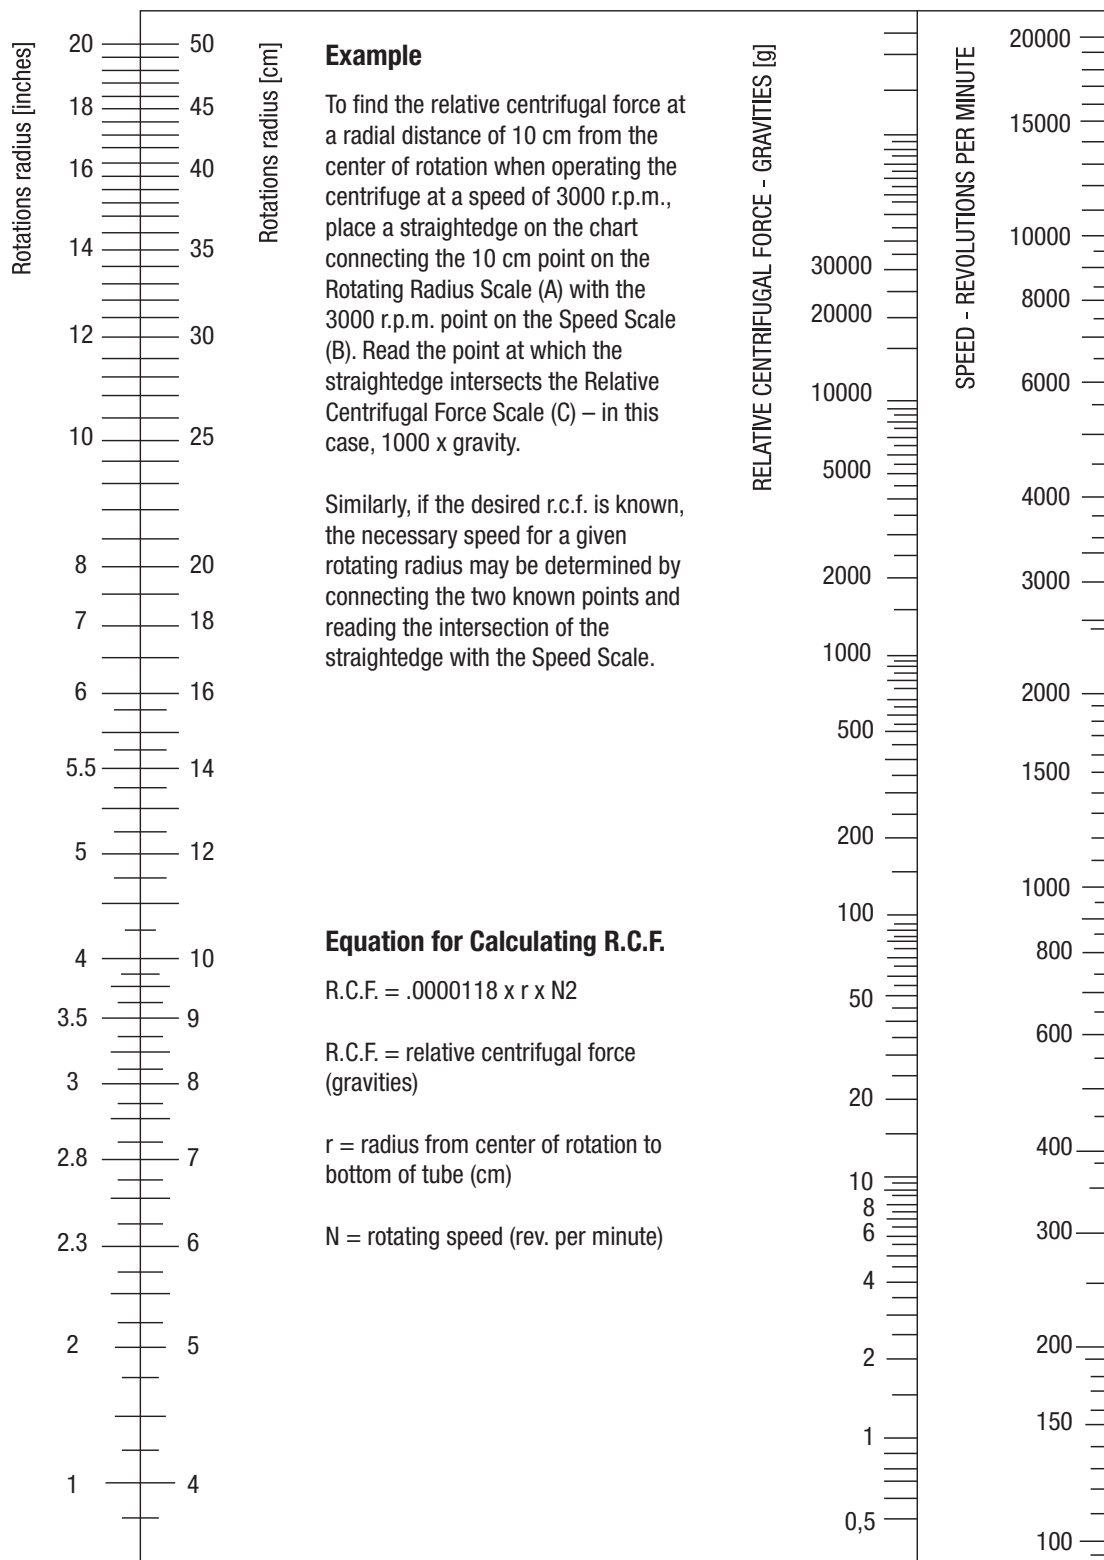 Rotations radius [inches]
20
18
16
14
12
10
8
7
6
5.5
5
4
3.5
3
2.8
2.3
2
1
50
45
40
35
30
25
20
18
16
14
12
10
9
8
7
6
5
4
Rotations radius [cm]
Example
To find the relative centrifugal force at
a radial distance of 10 cm from the
center of rotation when operating the
centrifuge at a speed of 3000 r.p.m.,
place a straightedge on the chart
connecting the 10 cm point on the
Rotating Radius Scale (A) with the
3000 r.p.m. point on the Speed Scale
(B). Read the point at which the
straightedge intersects the Relative
Centrifugal Force Scale (C) – in this
case, 1000 x gravity.
Similarly, if the desired r.c.f. is known,
the necessary speed for a given
rotating radius may be determined by
connecting the two known points and
reading the intersection of the
straightedge with the Speed Scale.
Equation for Calculating R.C.F.
R.C.F. = .0000118 x r x N2
R.C.F. = relative centrifugal force
(gravities)
r = radius from center of rotation to
bottom of tube (cm)
N = rotating speed (rev. per minute)
RELATIVE CENTRIFUGAL FORCE - GRAVITIES [g]
30000
20000
10000
5000
2000
1000
500
200
100
50
20
10
8
6
4
2
1
0,5
SPEED - REVOLUTIONS PER MINUTE
20000
15000
10000
8000
6000
4000
3000
2000
1500
1000
800
600
400
300
200
150
100